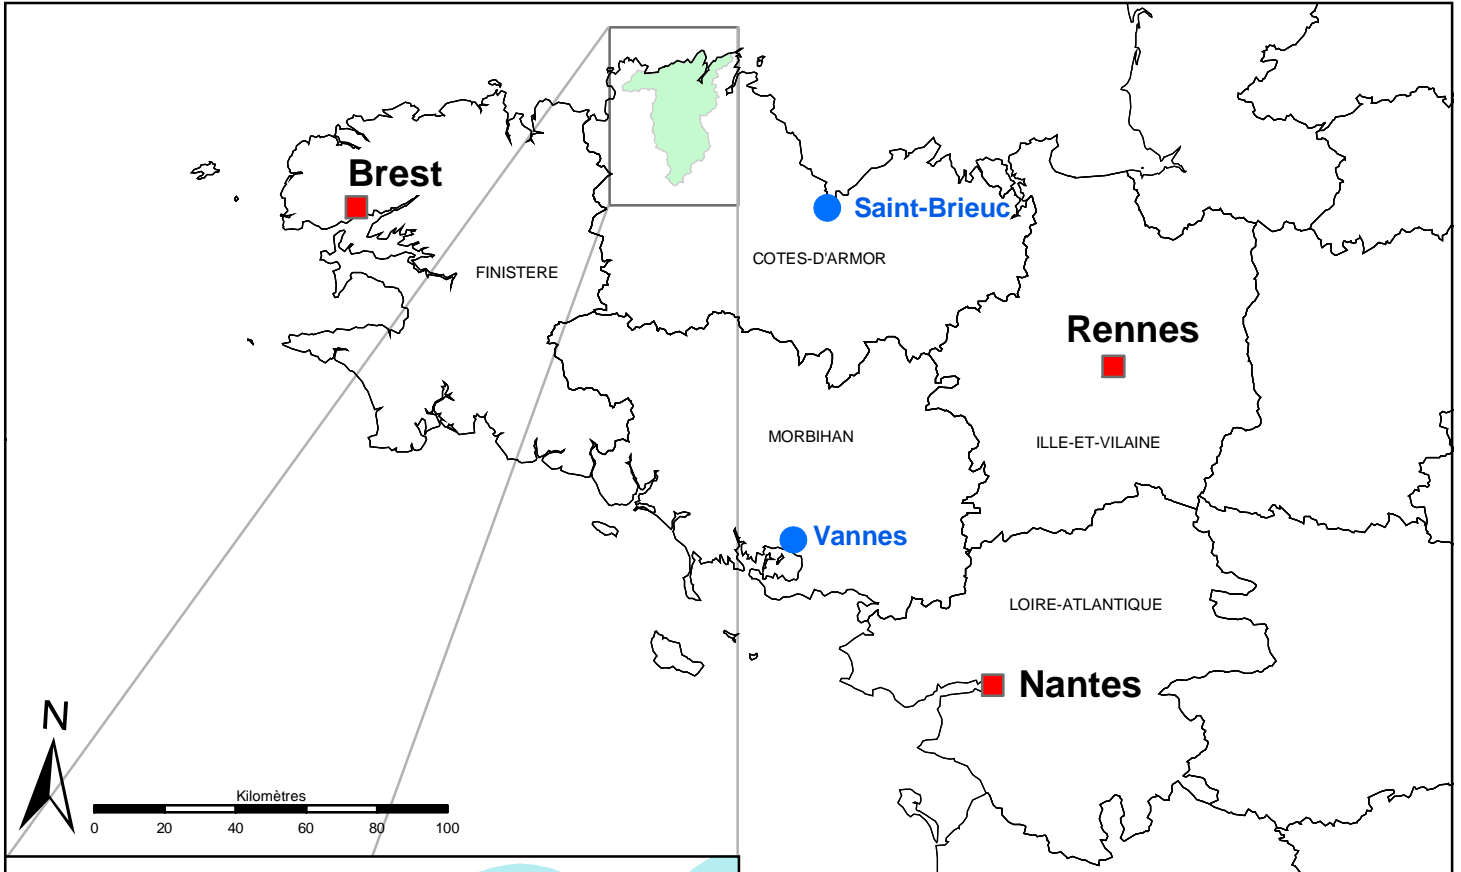 Brest
Saint-Brieuc
COTES-D'ARMOR
FINISTERE
Rennes
MORBIHAN
ILLE-ET-VILAINE
Vannes
LOIRE-ATLANTIQUE
Nantes
N
Kilomètres
0 20 40 60 80 100